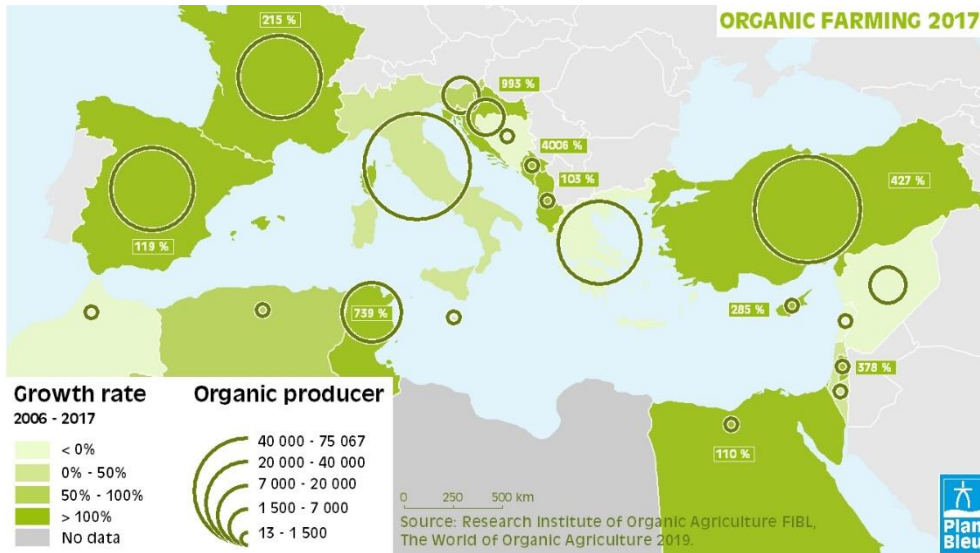 ORGANIC FARMING 2017
215 %
993 %
4006 %
103 %
427 %
119 %
739 %
285 %
378 %
110 %
Growth rate
2006 - 2017
< 0%
0% - 50%
50% - 100%
> 100%
No data
Organic producer
40 000 - 75 067
20 000 - 40 000
7 000 - 20 000
1 500 - 7 000
13 - 1 500
0 250 500 km
Source: Research Institute of Organic Agriculture FIBL,
The World of Organic Agriculture 2019.
Plan
Bleu